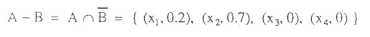 A – B = A ∩ B̅ = { (x₁, 0.2), (x₂, 0.7), (x₃, 0), (x₄, 0) }